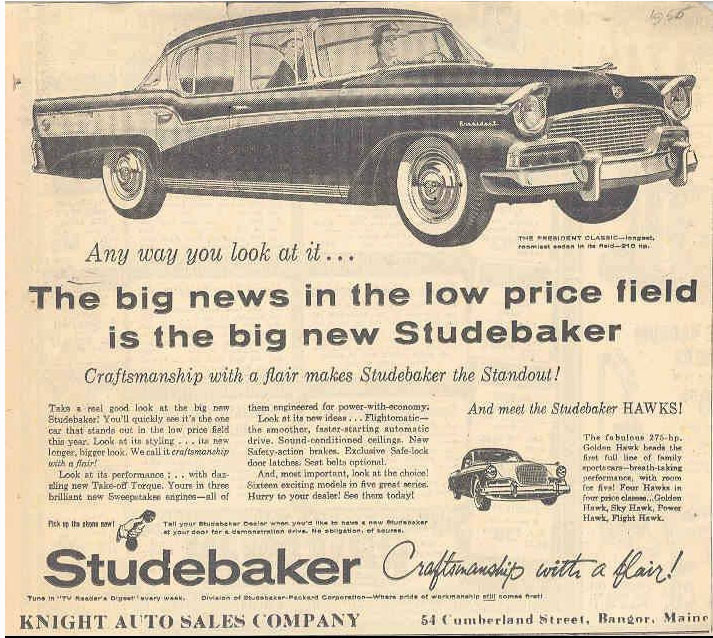 1956
President
THE PRESIDENT CLASSIC—longest,
roomiest sedan in its field—210 hp.
Any way you look at it...
The big news in the low price field
is the big new Studebaker
Craftsmanship with a flair makes Studebaker the Standout!
Take a real good look at the big new
Studebaker! You'll quickly see it's the one
car that stands out in the low price field
this year. Look at its styling . . . its new
longer, bigger look. We call it craftsmanship
with a flair!
Look at its performance ; . . with daz-
zling new Take-off Torque. Yours in three
brilliant new Sweepstakes engines—all of
them engineered for power-with-economy.
Look at its new ideas . . . Flightomatic—
the smoother, faster-starting automatic
drive. Sound-conditioned ceilings. New
Safety-action brakes. Exclusive Safe-lock
door latches. Seat belts optional.
And, most important, look at the choice!
Sixteen exciting models in five great series.
Hurry to your dealer! See them today!
And meet the Studebaker HAWKS!
The fabulous 275-hp.
Golden Hawk heads the
first full line of family
sports cars—breath-taking
performance, with room
for five! Four Hawks in
four price classes...Golden
Hawk, Sky Hawk, Power
Hawk, Flight Hawk.
Pick up the phone now!
Tell your Studebaker Dealer when you'd like to have a new Studebaker
at your door for a demonstration drive. No obligation, of course.
Studebaker
Craftsmanship with a flair!
Tune in "TV Reader's Digest" every week.
Division of Studebaker-Packard Corporation—Where pride of workmanship still comes first!
KNIGHT AUTO SALES COMPANY
54 Cumberland Street, Bangor, Maine